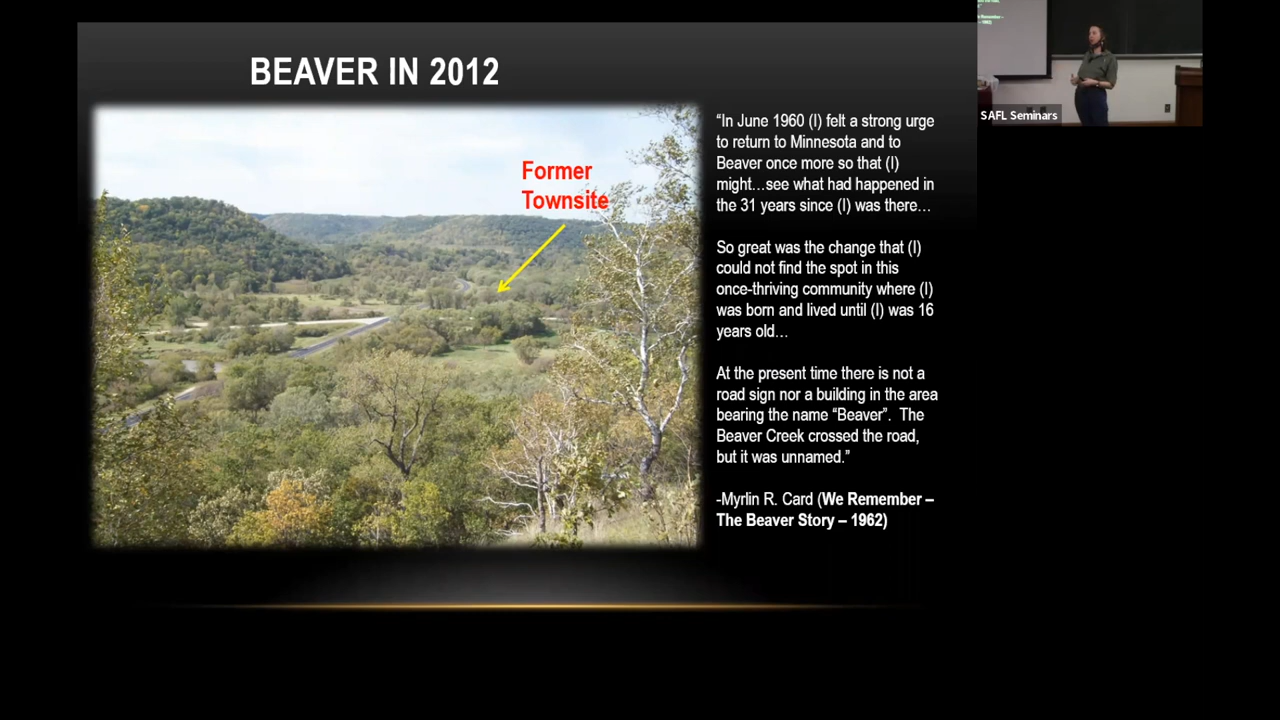 BEAVER IN 2012
Former
Townsite
“In June 1960 (I) felt a strong urge
to return to Minnesota and to
Beaver once more so that (I)
might…see what had happened in
the 31 years since (I) was there…
So great was the change that (I)
could not find the spot in this
once-thriving community where (I)
was born and lived until (I) was 16
years old…
At the present time there is not a
road sign nor a building in the area
bearing the name “Beaver”.  The
Beaver Creek crossed the road,
but it was unnamed.”
-Myrlin R. Card (We Remember –
The Beaver Story – 1962)
SAFL Seminars